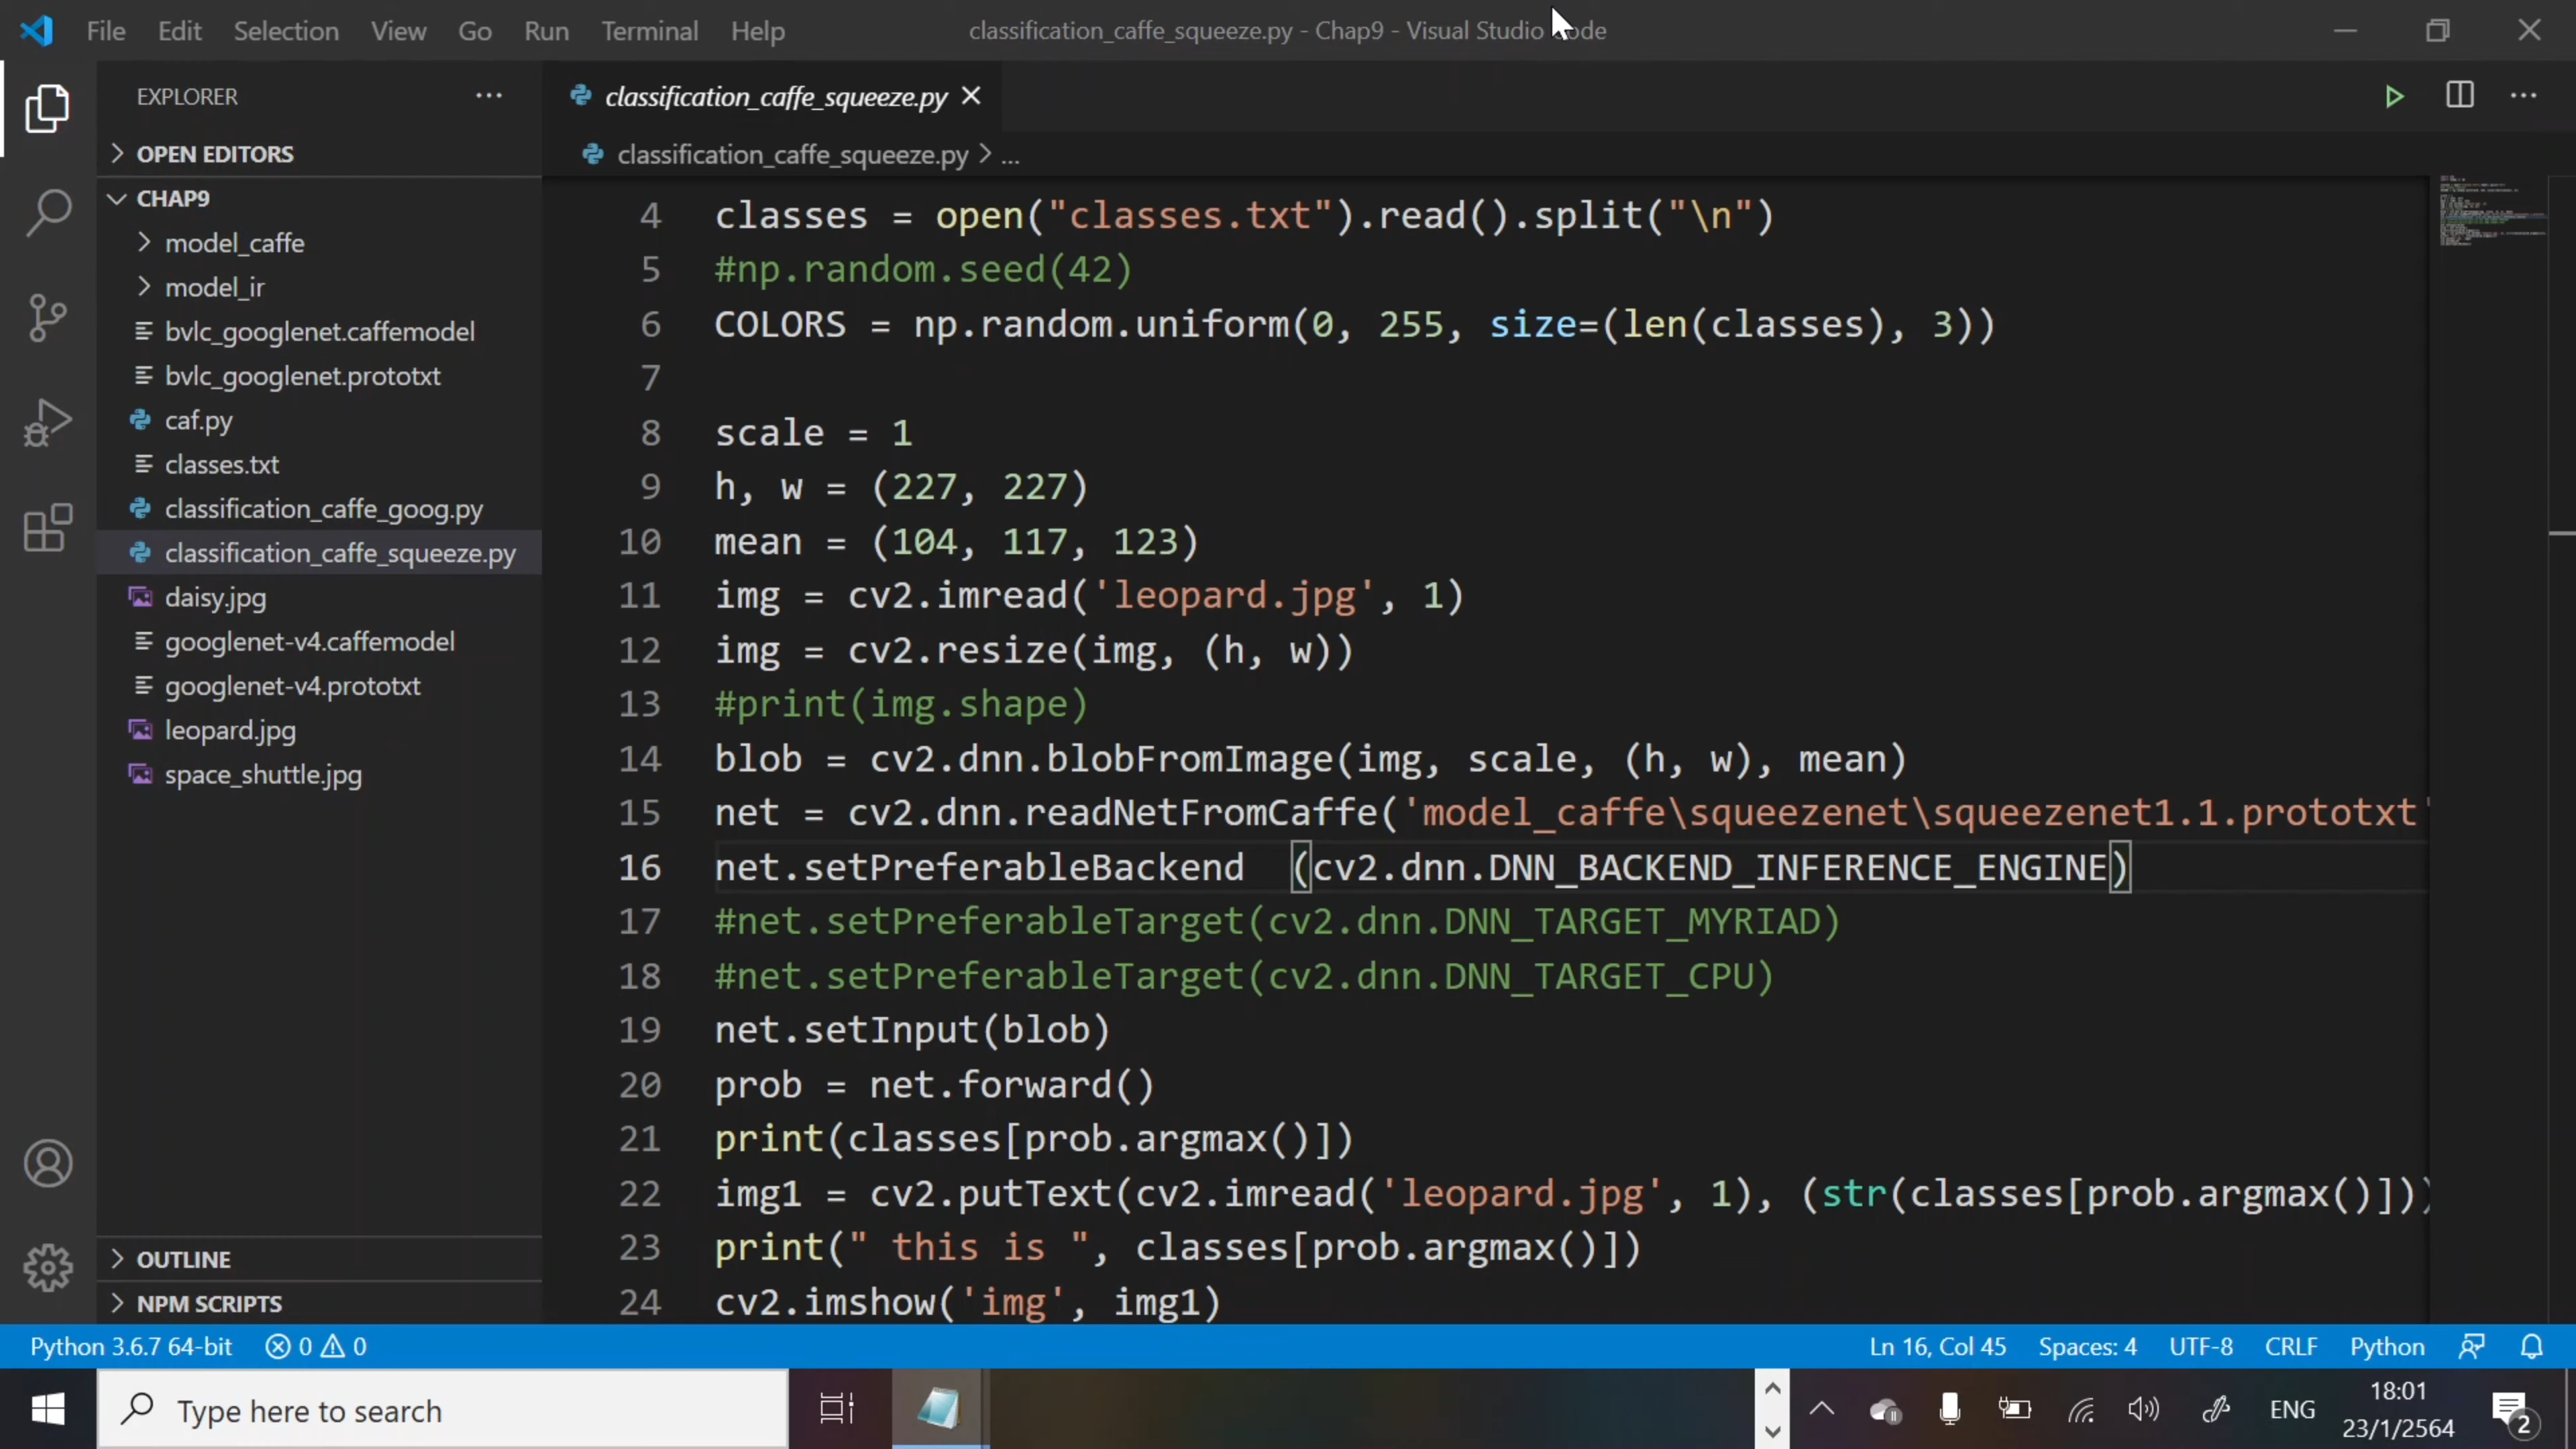 File Edit Selection View Go Run Terminal Help
classification_caffe_squeeze.py - Chap9 - Visual Studio Code
EXPLORER
OPEN EDITORS
CHAP9
model_caffe
model_ir
bvlc_googlenet.caffemodel
bvlc_googlenet.prototxt
caf.py
classes.txt
classification_caffe_goog.py
classification_caffe_squeeze.py
daisy.jpg
googlenet-v4.caffemodel
googlenet-v4.prototxt
leopard.jpg
space_shuttle.jpg
OUTLINE
NPM SCRIPTS
classification_caffe_squeeze.py
classification_caffe_squeeze.py > ...
4 classes = open("classes.txt").read().split("\n")
5 #np.random.seed(42)
6 COLORS = np.random.uniform(0, 255, size=(len(classes), 3))
7
8 scale = 1
9 h, w = (227, 227)
10 mean = (104, 117, 123)
11 img = cv2.imread('leopard.jpg', 1)
12 img = cv2.resize(img, (h, w))
13 #print(img.shape)
14 blob = cv2.dnn.blobFromImage(img, scale, (h, w), mean)
15 net = cv2.dnn.readNetFromCaffe('model_caffe\squeezenet\squeezenet1.1.prototxt'
16 net.setPreferableBackend  (cv2.dnn.DNN_BACKEND_INFERENCE_ENGINE)
17 #net.setPreferableTarget(cv2.dnn.DNN_TARGET_MYRIAD)
18 #net.setPreferableTarget(cv2.dnn.DNN_TARGET_CPU)
19 net.setInput(blob)
20 prob = net.forward()
21 print(classes[prob.argmax()])
22 img1 = cv2.putText(cv2.imread('leopard.jpg', 1), (str(classes[prob.argmax()]))
23 print(" this is ", classes[prob.argmax()])
24 cv2.imshow('img', img1)
Python 3.6.7 64-bit 0 0
Ln 16, Col 45 Spaces: 4 UTF-8 CRLF Python
Type here to search
ENG
18:01
23/1/2564
2